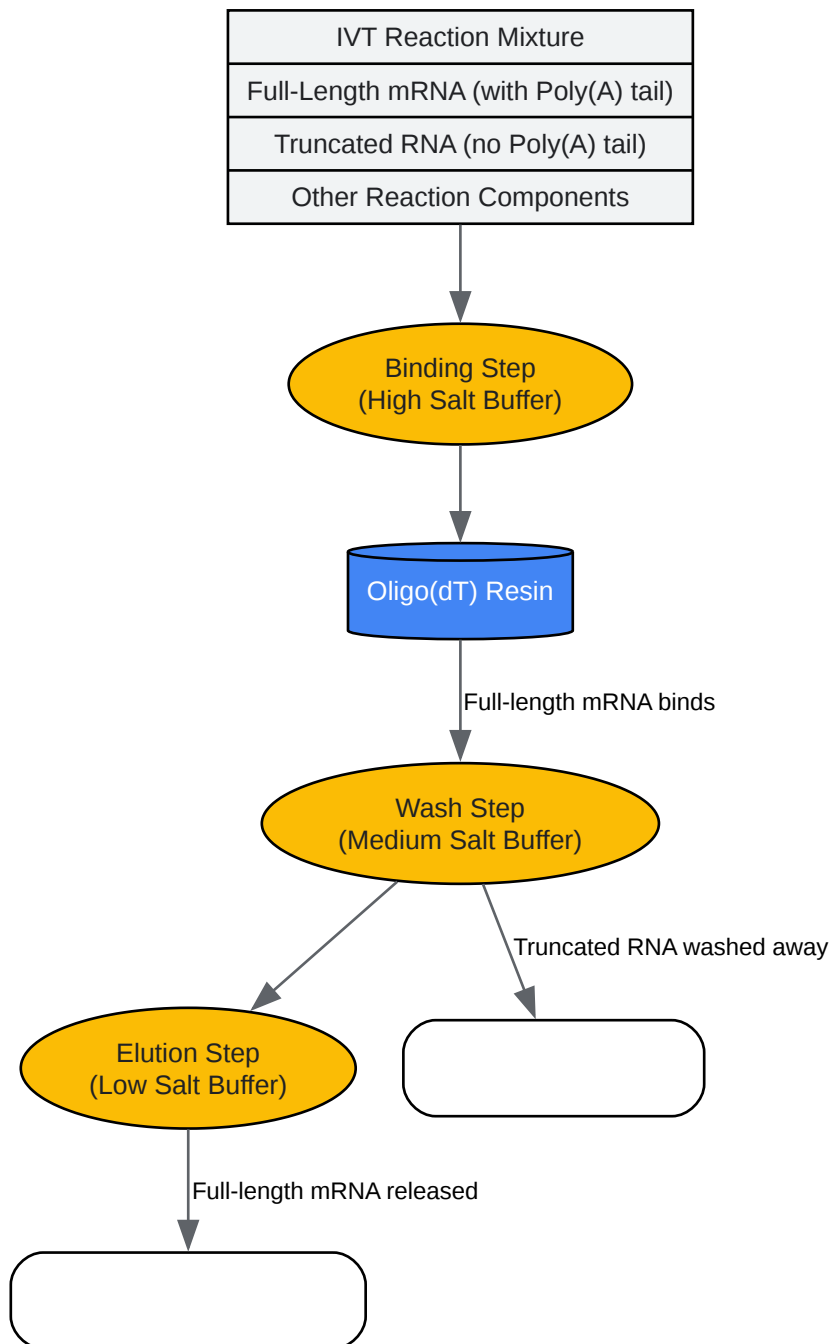 IVT Reaction Mixture
Full-Length mRNA (with Poly(A) tail)
Truncated RNA (no Poly(A) tail)
Other Reaction Components
Binding Step
(High Salt Buffer)
Oligo(dT) Resin
Full-length mRNA binds
Wash Step
(Medium Salt Buffer)
Truncated RNA washed away
Elution Step
(Low Salt Buffer)
Full-length mRNA released